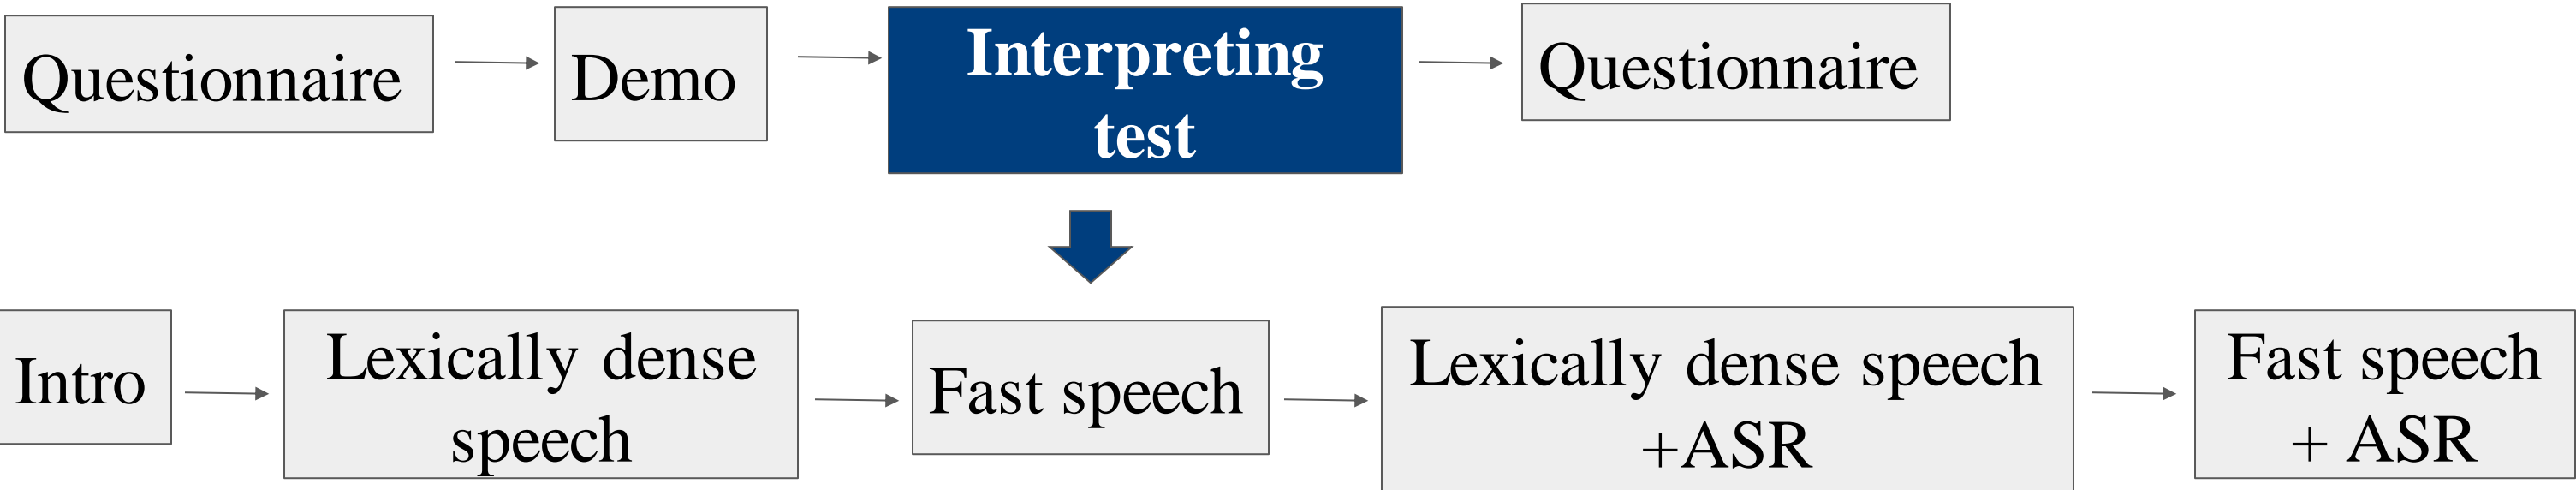 Questionnaire
Demo
Interpreting
test
Questionnaire
Intro
Lexically dense
speech
Fast speech
Lexically dense speech
+ASR
Fast speech
+ ASR